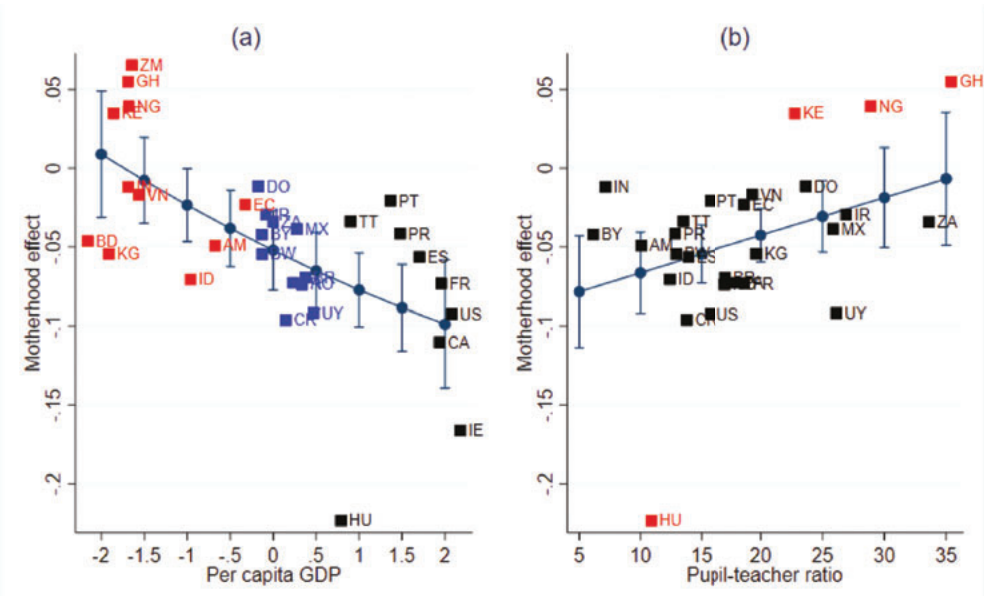 (a)
Motherhood effect
.05
0
-.05
-.1
-.15
-.2
ZM
GH
NG
KE
VN
BD
KG
AM
EC
ID
DO
ZA
BY
MX
BW
UY
PT
TT
PR
ES
FR
US
CA
IE
HU
-2 -1.5 -1 -.5 0 .5 1 1.5 2
Per capita GDP
(b)
Motherhood effect
.05
0
-.05
-.1
-.15
-.2
GH
NG
KE
IN
PT
VN
DO
EC
IR
TT
ZA
BY
PR
MX
AM
ES
KG
ID
US
UY
HU
5 10 15 20 25 30 35
Pupil-teacher ratio